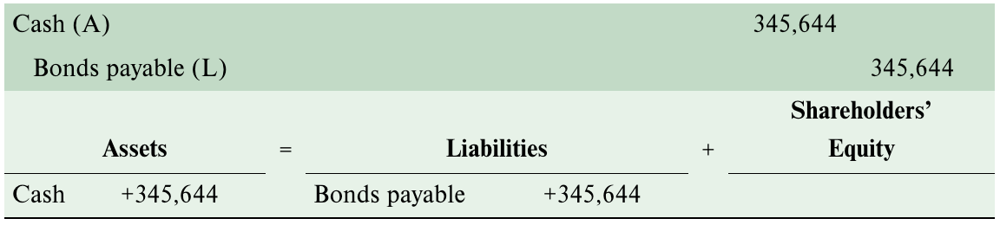 Cash (A) 345,644
Bonds payable (L) 345,644
Shareholders’
Assets = Liabilities + Equity
Cash +345,644 Bonds payable +345,644